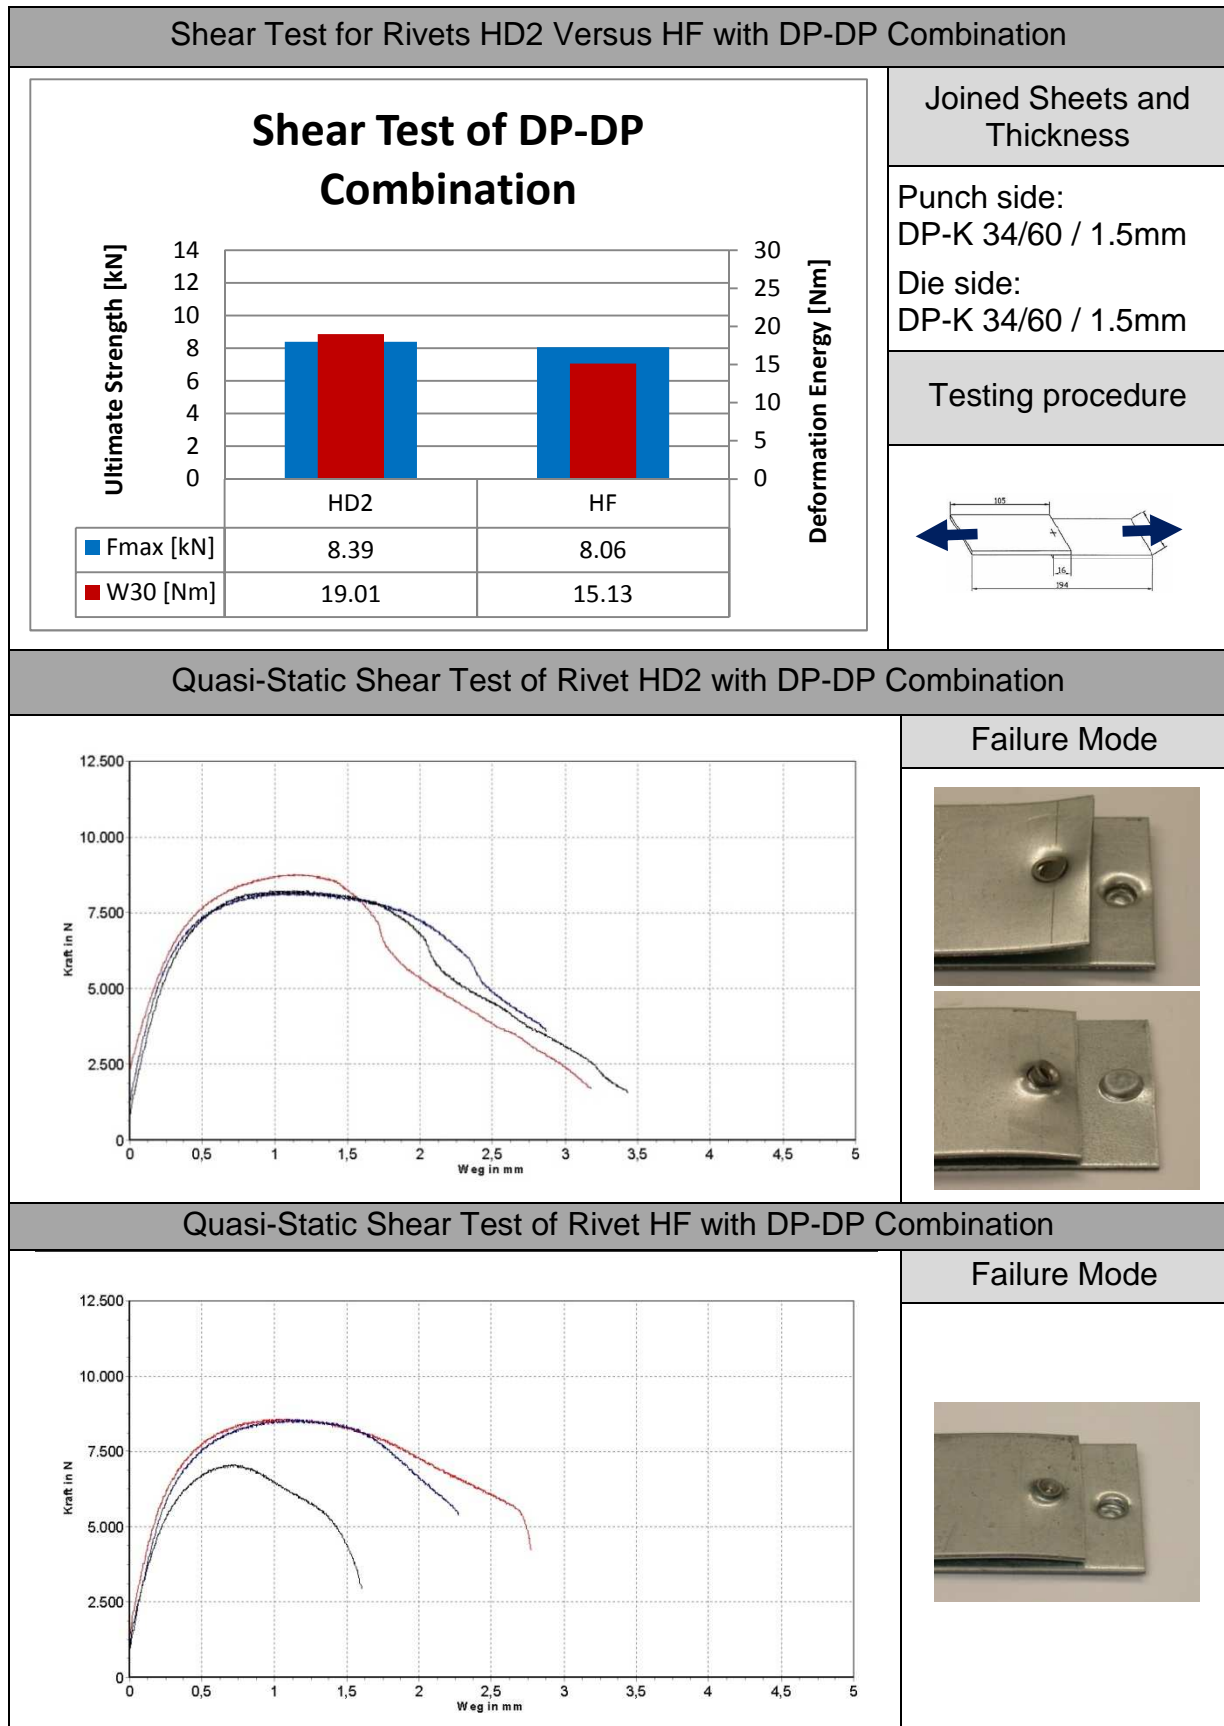 Shear Test for Rivets HD2 Versus HF with DP-DP Combination
Shear Test of DP-DP
Combination
Ultimate Strength [kN]
14
12
10
8
6
4
2
0
30
25
20
15
10
5
0
Deformation Energy [Nm]
HD2
HF
Fmax [kN]
8.39
8.06
W30 [Nm]
19.01
15.13
Joined Sheets and
Thickness
Punch side:
DP-K 34/60 / 1.5mm
Die side:
DP-K 34/60 / 1.5mm
Testing procedure
105
16
194
Quasi-Static Shear Test of Rivet HD2 with DP-DP Combination
Failure Mode
12.500
10.000
7.500
5.000
2.500
0
Kraft in N
0
0,5
1
1,5
2
2,5
3
3,5
4
4,5
5
Weg in mm
Quasi-Static Shear Test of Rivet HF with DP-DP Combination
Failure Mode
12.500
10.000
7.500
5.000
2.500
0
Kraft in N
0
0,5
1
1,5
2
2,5
3
3,5
4
4,5
5
Weg in mm